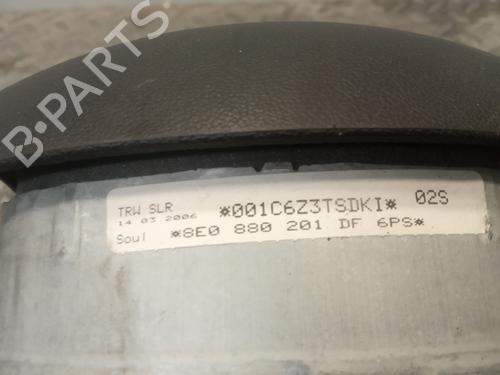 B-PARTS
TRW SLR *001C6Z3TSDKI* 02S
14.03 2006
Soul *8E0 880 201 DF 6PS*